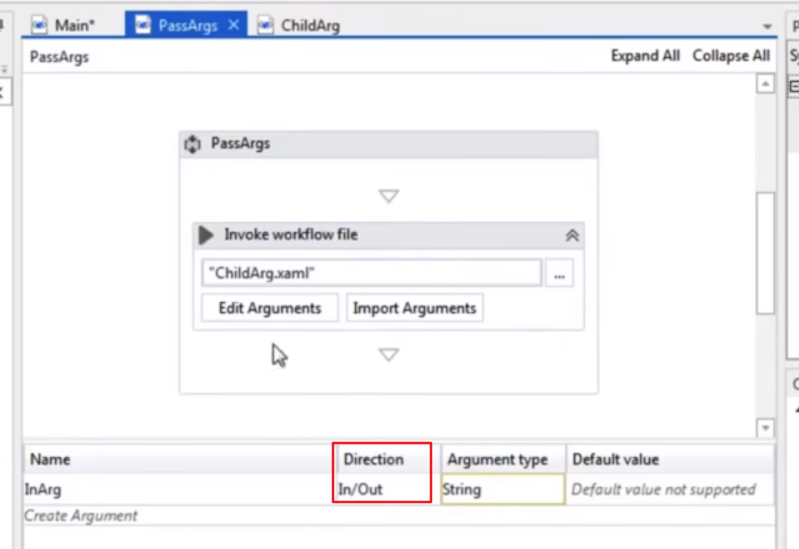 Main* PassArgs × ChildArg
PassArgs Expand All Collapse All
PassArgs
Invoke workflow file
"ChildArg.xaml" ...
Edit Arguments Import Arguments
Name Direction Argument type Default value
InArg In/Out String Default value not supported
Create Argument